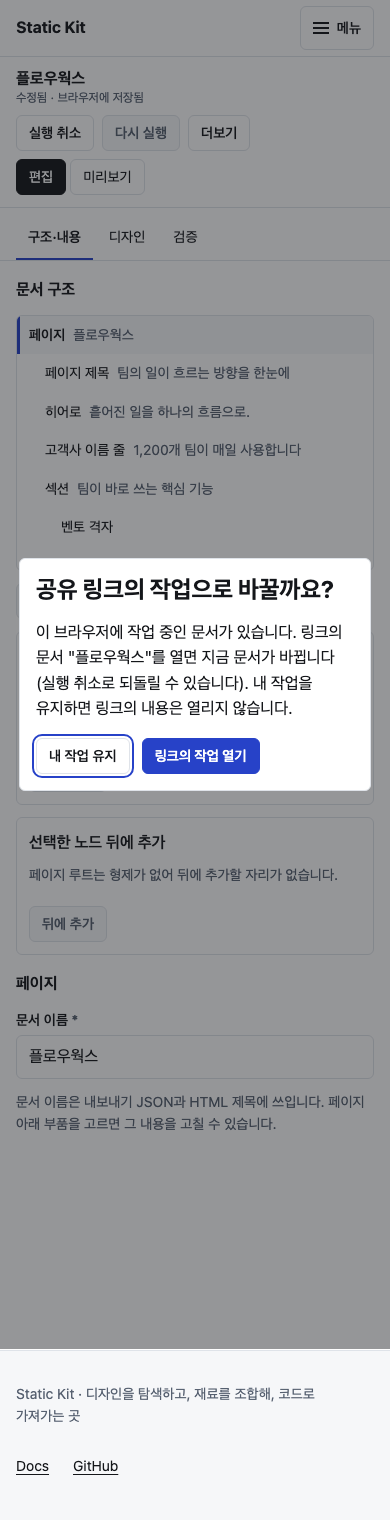 Static Kit
메뉴
플로우웍스
수정됨 · 브라우저에 저장됨
실행 취소 다시 실행 더보기
편집 미리보기
구조·내용 디자인 검증
문서 구조
페이지 플로우웍스
페이지 제목 팀의 일이 흐르는 방향을 한눈에
히어로 흩어진 일을 하나의 흐름으로.
고객사 이름 줄 1,200개 팀이 매일 사용합니다
섹션 팀이 바로 쓰는 핵심 기능
벤토 격자
공유 링크의 작업으로 바꿀까요?
이 브라우저에 작업 중인 문서가 있습니다. 링크의
문서 "플로우웍스"를 열면 지금 문서가 바뀝니다
(실행 취소로 되돌릴 수 있습니다). 내 작업을
유지하면 링크의 내용은 열리지 않습니다.
내 작업 유지 링크의 작업 열기
선택한 노드 뒤에 추가
페이지 루트는 형제가 없어 뒤에 추가할 자리가 없습니다.
뒤에 추가
페이지
문서 이름 *
플로우웍스
문서 이름은 내보내기 JSON과 HTML 제목에 쓰입니다. 페이지
아래 부품을 고르면 그 내용을 고칠 수 있습니다.
Static Kit · 디자인을 탐색하고, 재료를 조합해, 코드로
가져가는 곳
Docs GitHub